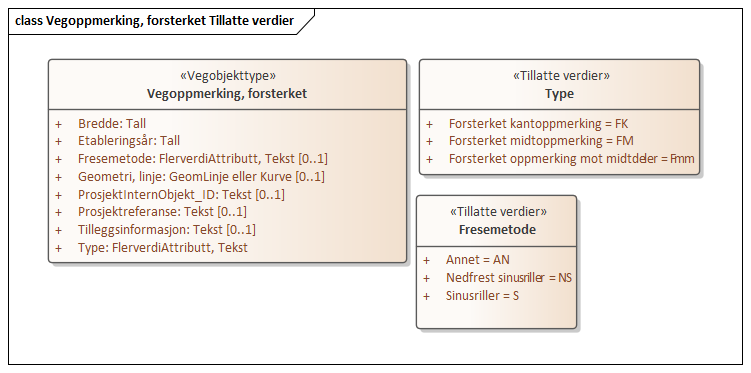 class Vegoppmerking, forsterket Tillatte verdier
«Vegobjekttype»
Vegoppmerking, forsterket
+ Bredde: Tall
+ Etableringsår: Tall
+ Fresemetode: FlerverdiAttributt, Tekst [0..1]
+ Geometri, linje: GeomLinje eller Kurve [0..1]
+ ProsjektInternObjekt_ID: Tekst [0..1]
+ Prosjektreferanse: Tekst [0..1]
+ Tilleggsinformasjon: Tekst [0..1]
+ Type: FlerverdiAttributt, Tekst
«Tillatte verdier»
Type
+ Forsterket kantoppmerking = FK
+ Forsterket midtoppmerking = FM
+ Forsterket oppmerking mot midtdeler = Fmm
«Tillatte verdier»
Fresemetode
+ Annet = AN
+ Nedfrest sinusriller = NS
+ Sinusriller = S